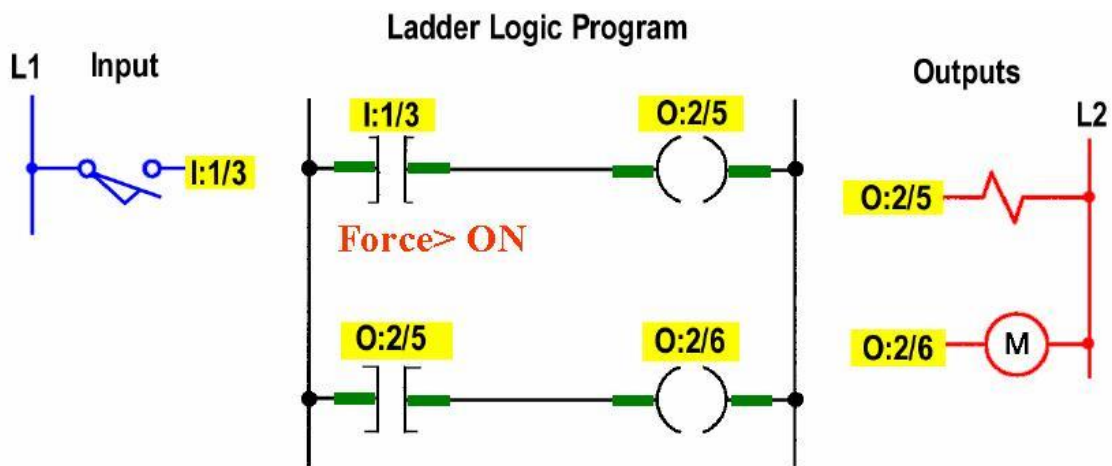 Ladder Logic Program
L1 Input
Outputs
L2
I:1/3 O:2/5
I:1/3
O:2/5
Force> ON
O:2/5 O:2/6
O:2/6 M